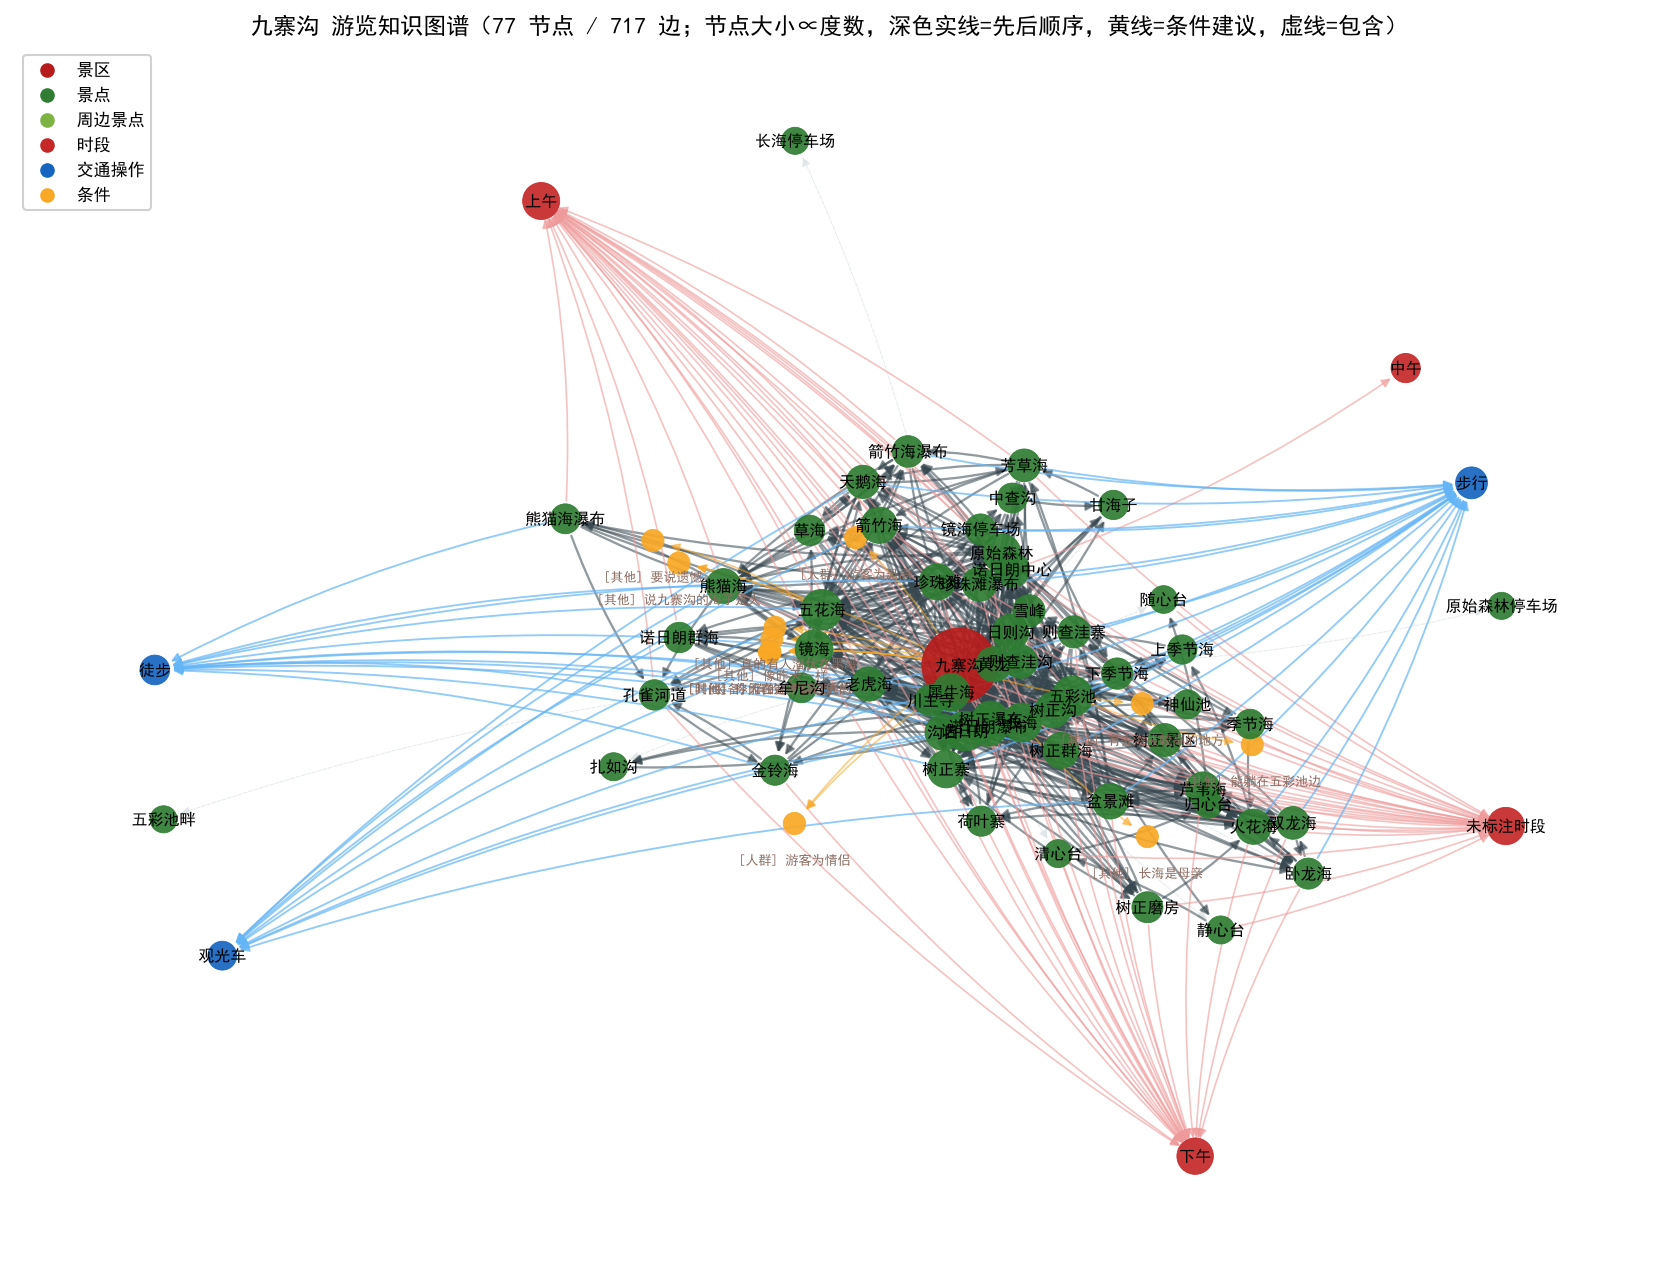 九寨沟 游览知识图谱（77 节点 / 717 边；节点大小∝度数，深色实线=先后顺序，黄线=条件建议，虚线=包含）
景区
景点
周边景点
时段
交通操作
条件
长海停车场
上午
中午
箭竹海瀑布
芳草海
天鹅海
步行
中查沟
甘海子
熊猫海瀑布
草海
箭竹海
镜海停车场
原始森林
诺日朗中心
[其他] 要说遗憾
熊猫海
珍珠滩瀑布
[其他] 说九寨沟的
五花海
雪峰
随心台
原始森林停车场
诺日朗群海
日则沟
则查洼寨
镜海
上季节海
九寨沟
黄龙
则查洼沟
徒步
下季节海
老虎海
牟尼沟
孔雀河道
犀牛海
川主寺
五彩池
神仙池
树正沟
树正瀑布
季节海
树正景区
树正群海
扎如沟
金铃海
树正寨
能躺在五彩池边
芦苇海
盆景滩
归心台
五彩池畔
荷叶寨
火花海
双龙海
未标注时段
清心台
[人群] 游客为情侣
[其他] 长海是母亲
卧龙海
树正磨房
静心台
观光车
下午